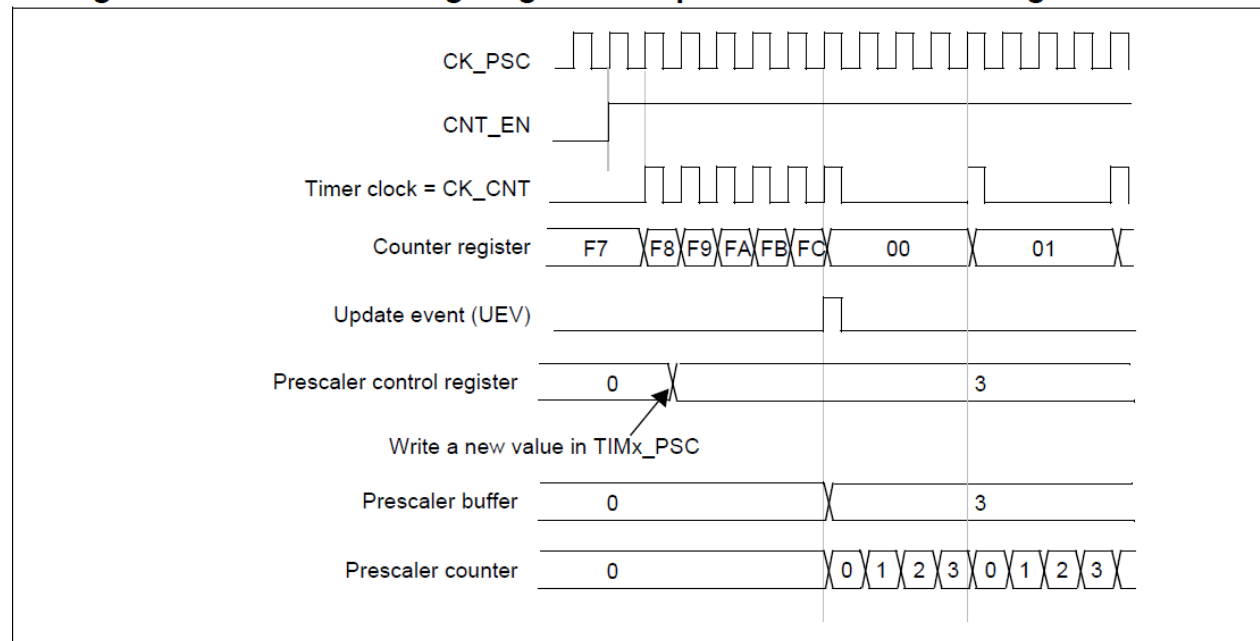 CK_PSC
CNT_EN
Timer clock = CK_CNT
Counter register F7 F8 F9 FA FB FC 00 01
Update event (UEV)
Prescaler control register 0 3
Write a new value in TIMx_PSC
Prescaler buffer 0 3
Prescaler counter 0 0 1 2 3 0 1 2 3